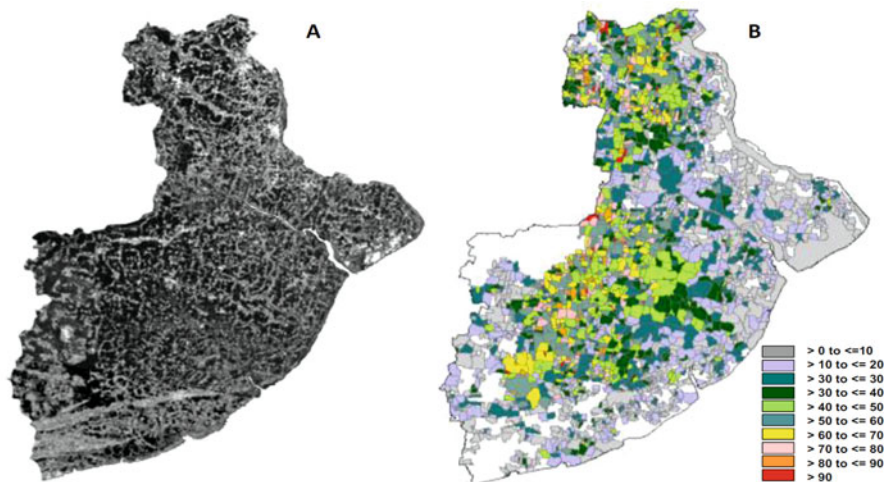 A
B
> 0 to <=10
> 10 to <= 20
> 30 to <= 30
> 30 to <= 40
> 40 to <= 50
> 50 to <= 60
> 60 to <= 70
> 70 to <= 80
> 80 to <= 90
> 90